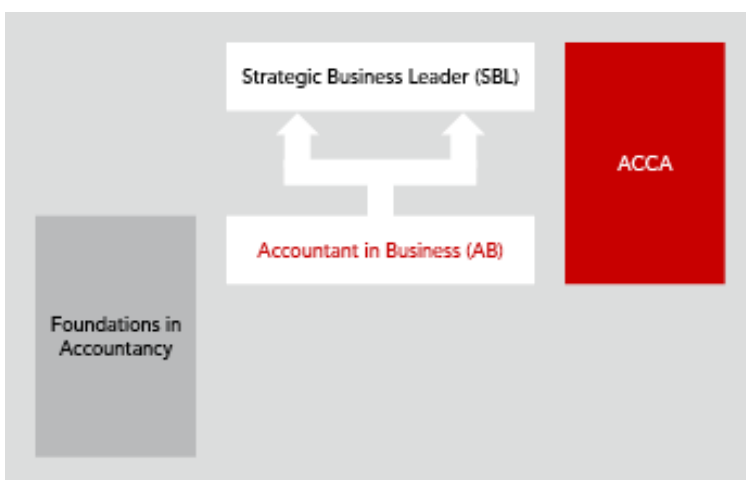 Strategic Business Leader (SBL)
ACCA
Accountant in Business (AB)
Foundations in
Accountancy